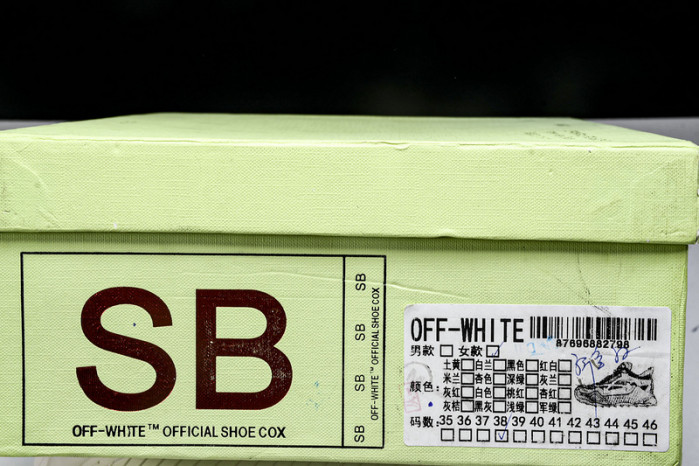 SB
OFF-WHITE™ OFFICIAL SHOE COX
SB
SB
SB
SB
OFF-WHITE™ OFFICIAL SHOE COX
OFF-WHITE
87696882798
男款 女款
颜色:
土黄 白兰 黑色 红白
米兰 杏色 深绿 灰兰
灰红 白色 桃红 杏红
灰桔 黑灰 浅绿 军绿
码数: 35 36 37 38 39 40 41 42 43 44 45 46